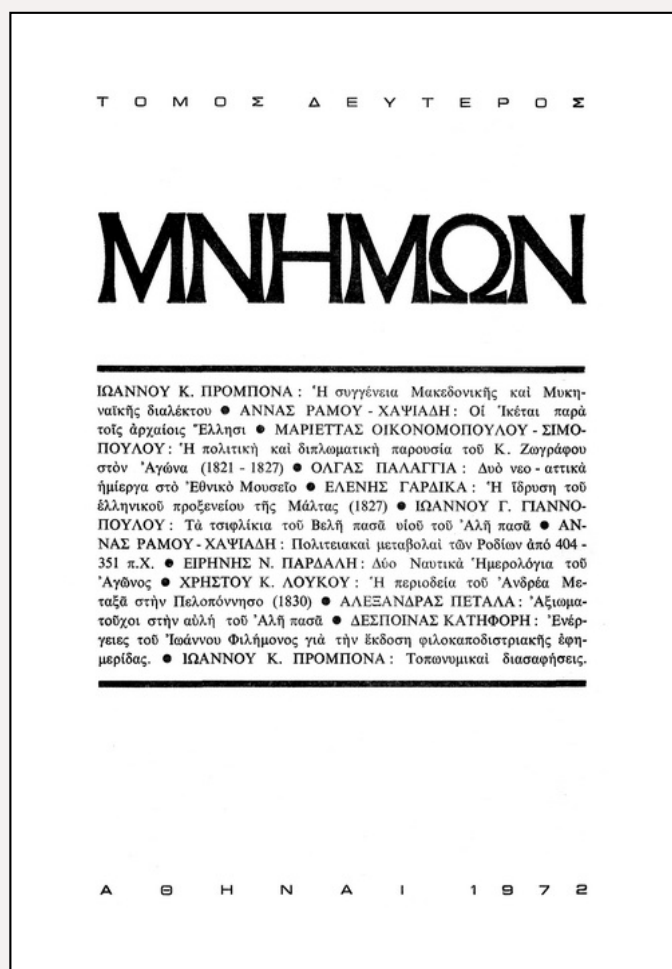 ΤΟΜΟΣ ΔΕΥΤΕΡΟΣ
ΜΝΗΜΩΝ
ΙΩΑΝΝΟΥ Κ. ΠΡΟΜΠΟΝΑ : Ἡ συγγένεια Μακεδονικῆς καὶ Μυκη-
ναϊκῆς διαλέκτου ● ΑΝΝΑΣ ΡΑΜΟΥ - ΧΑΨΙΑΔΗ : Οἱ Ἱκέται παρὰ
τοῖς ἀρχαίοις Ἕλλησι ● ΜΑΡΙΕΤΤΑΣ ΟΙΚΟΝΟΜΟΠΟΥΛΟΥ - ΣΙΜΟ-
ΠΟΥΛΟΥ : Ἡ πολιτικὴ καὶ διπλωματικὴ παρουσία τοῦ Κ. Ζωγράφου
στὸν Ἀγώνα (1821 - 1827) ● ΟΛΓΑΣ ΠΑΛΑΓΓΙΑ : Δυὸ νεο - αττικὰ
ἡμίεργα στὸ Ἐθνικὸ Μουσεῖο ● ΕΛΕΝΗΣ ΓΑΡΔΙΚΑ : Ἡ ἵδρυση τοῦ
ἑλληνικοῦ προξενείου τῆς Μάλτας (1827) ● ΙΩΑΝΝΟΥ Γ. ΓΙΑΝΝΟ-
ΠΟΥΛΟΥ : Τὰ τσιφλίκια τοῦ Βελῆ πασᾶ υἱοῦ τοῦ Ἀλῆ πασᾶ ● ΑΝ-
ΝΑΣ ΡΑΜΟΥ - ΧΑΨΙΑΔΗ : Πολιτειακαὶ μεταβολαὶ τῶν Ροδίων ἀπό 404 -
351 π.Χ. ● ΕΙΡΗΝΗΣ Ν. ΠΑΡΔΑΛΗ : Δύο Ναυτικὰ Ἡμερολόγια τοῦ
Ἀγῶνος ● ΧΡΗΣΤΟΥ Κ. ΛΟΥΚΟΥ : Ἡ περιοδεία τοῦ Ἀνδρέα Με-
ταξᾶ στὴν Πελοπόννησο (1830) ● ΑΛΕΞΑΝΔΡΑΣ ΠΕΤΑΛΑ : Ἀξιωμα-
τοῦχοι στὴν αὐλὴ τοῦ Ἀλῆ πασᾶ ● ΔΕΣΠΟΙΝΑΣ ΚΑΤΗΦΟΡΗ : Ἐνέρ-
γειες τοῦ Ἰωάννου Φιλήμονος γιὰ τὴν ἔκδοση φιλοκαποδιστριακῆς ἐφη-
μερίδας. ● ΙΩΑΝΝΟΥ Κ. ΠΡΟΜΠΟΝΑ : Τοπωνυμικαὶ διασαφήσεις.
ΑΘΗΝΑΙ 1972